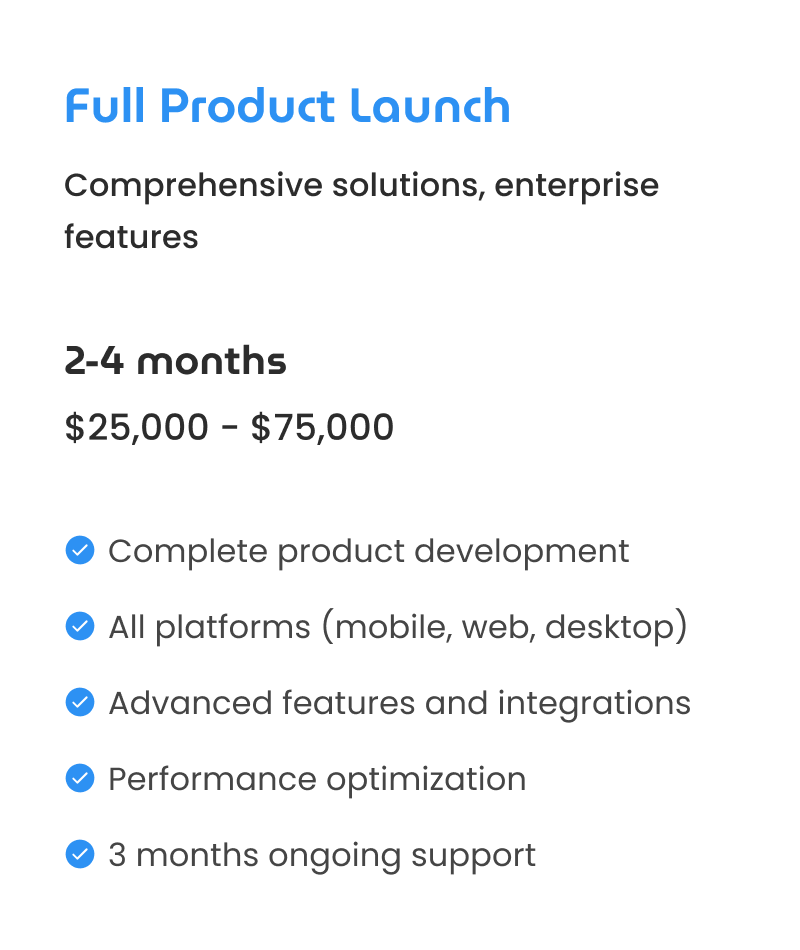 Full Product Launch
Comprehensive solutions, enterprise
features
2-4 months
$25,000 - $75,000
Complete product development
All platforms (mobile, web, desktop)
Advanced features and integrations
Performance optimization
3 months ongoing support